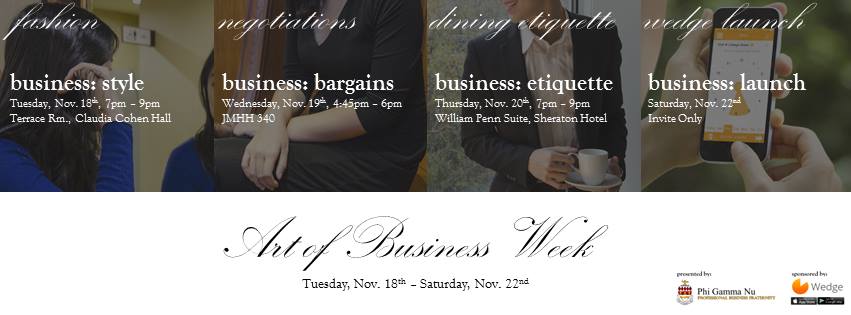 fashion
business: style
Tuesday, Nov. 18th, 7pm – 9pm
Terrace Rm., Claudia Cohen Hall
negotiations
business: bargains
Wednesday, Nov. 19th, 4:45pm – 6pm
JMHH 340
dining etiquette
business: etiquette
Thursday, Nov. 20th, 7pm – 9pm
William Penn Suite, Sheraton Hotel
wedge launch
business: launch
Saturday, Nov. 22nd
Invite Only
Art of Business Week
Tuesday, Nov. 18th – Saturday, Nov. 22nd
presented by:
Phi Gamma Nu
PROFESSIONAL BUSINESS FRATERNITY
sponsored by:
Wedge